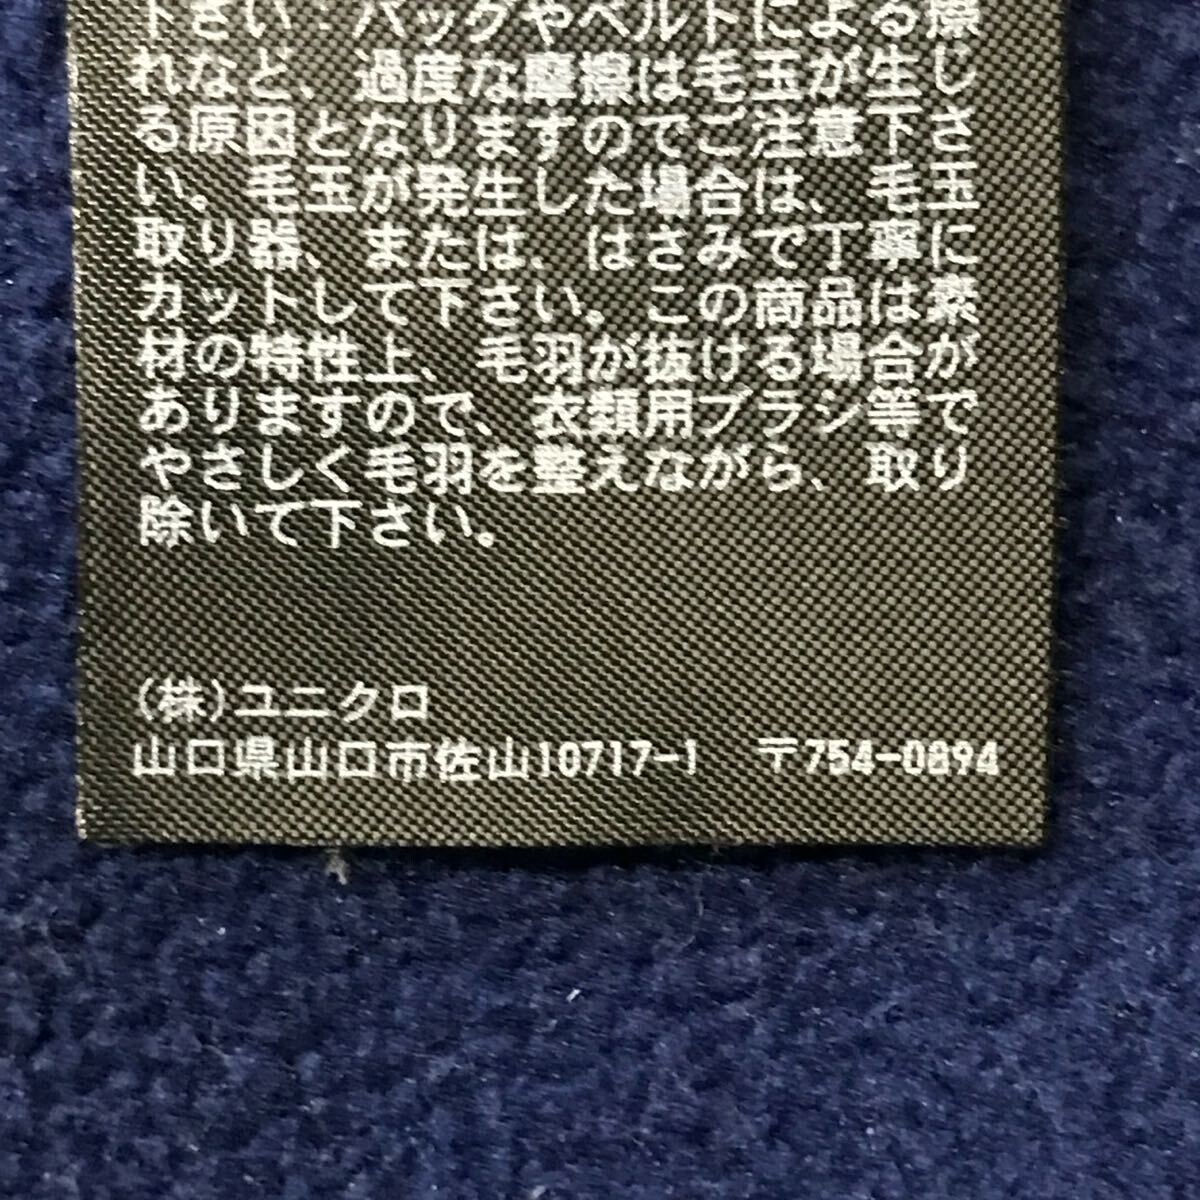 下さい．バッグやベルトによる擦
れなど、過度な摩擦は毛玉が生じ
る原因となりますのでご注意下さ
い。毛玉が発生した場合は、毛玉
取り器、または、はさみで丁寧に
カットして下さい。この商品は素
材の特性上、毛羽が抜ける場合が
ありますので、衣類用ブラシ等で
やさしく毛羽を整えながら、取り
除いて下さい。
(株)ユニクロ
山口県山口市佐山10717-1 〒754-0894